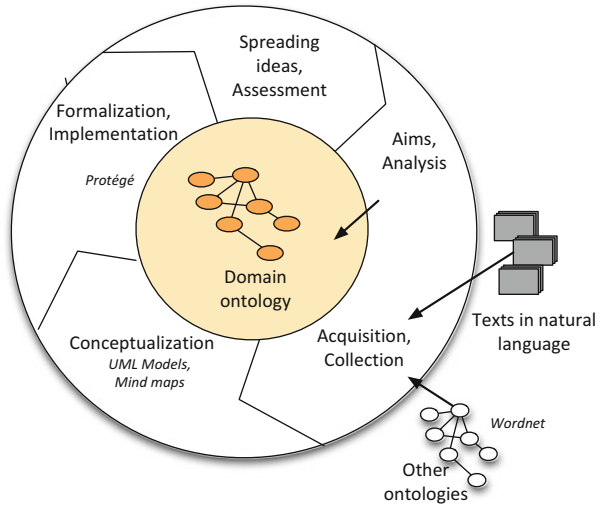 Spreading
ideas,
Assessment
Formalization,
Implementation
Aims,
Analysis
Protégé
Domain
ontology
Texts in natural
language
Acquisition,
Collection
Conceptualization
UML Models,
Mind maps
Wordnet
Other
ontologies